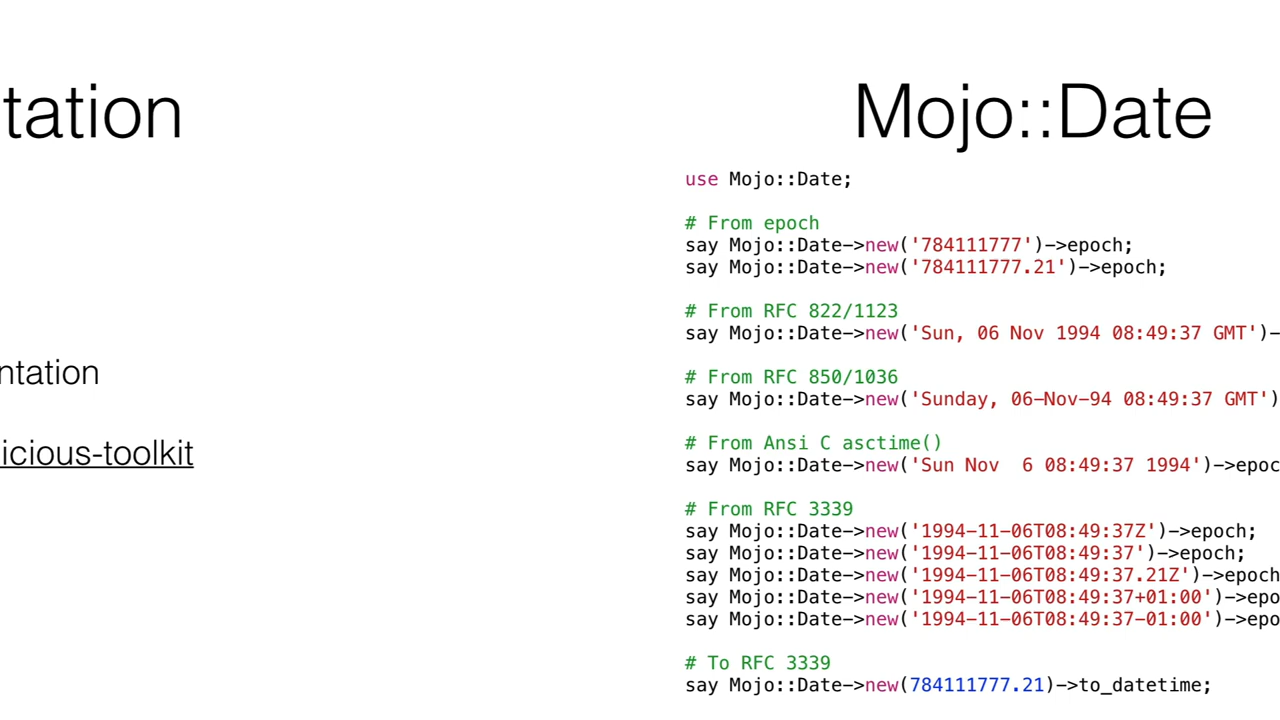 tation
ntation
icious-toolkit
Mojo::Date
use Mojo::Date;
# From epoch
say Mojo::Date->new('784111777')->epoch;
say Mojo::Date->new('784111777.21')->epoch;
# From RFC 822/1123
say Mojo::Date->new('Sun, 06 Nov 1994 08:49:37 GMT')-
# From RFC 850/1036
say Mojo::Date->new('Sunday, 06-Nov-94 08:49:37 GMT')
# From Ansi C asctime()
say Mojo::Date->new('Sun Nov  6 08:49:37 1994')->epoc
# From RFC 3339
say Mojo::Date->new('1994-11-06T08:49:37Z')->epoch;
say Mojo::Date->new('1994-11-06T08:49:37')->epoch;
say Mojo::Date->new('1994-11-06T08:49:37.21Z')->epoch
say Mojo::Date->new('1994-11-06T08:49:37+01:00')->epo
say Mojo::Date->new('1994-11-06T08:49:37-01:00')->epo
# To RFC 3339
say Mojo::Date->new(784111777.21)->to_datetime;